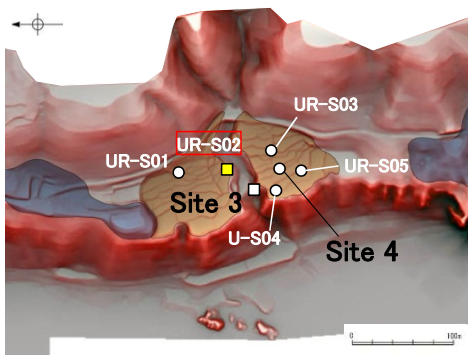 UR-S03
UR-S02
UR-S01
UR-S05
Site 3
U-S04
Site 4
0 100m